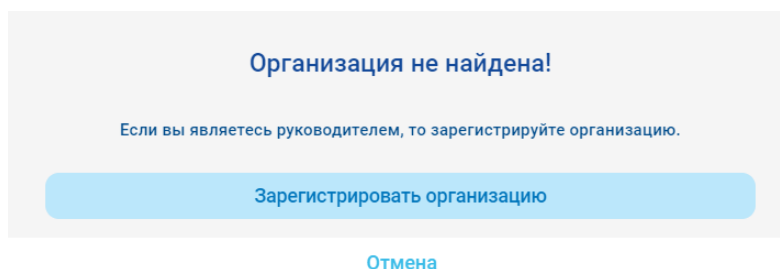 Организация не найдена!
Если вы являетесь руководителем, то зарегистрируйте организацию.
Зарегистрировать организацию
Отмена